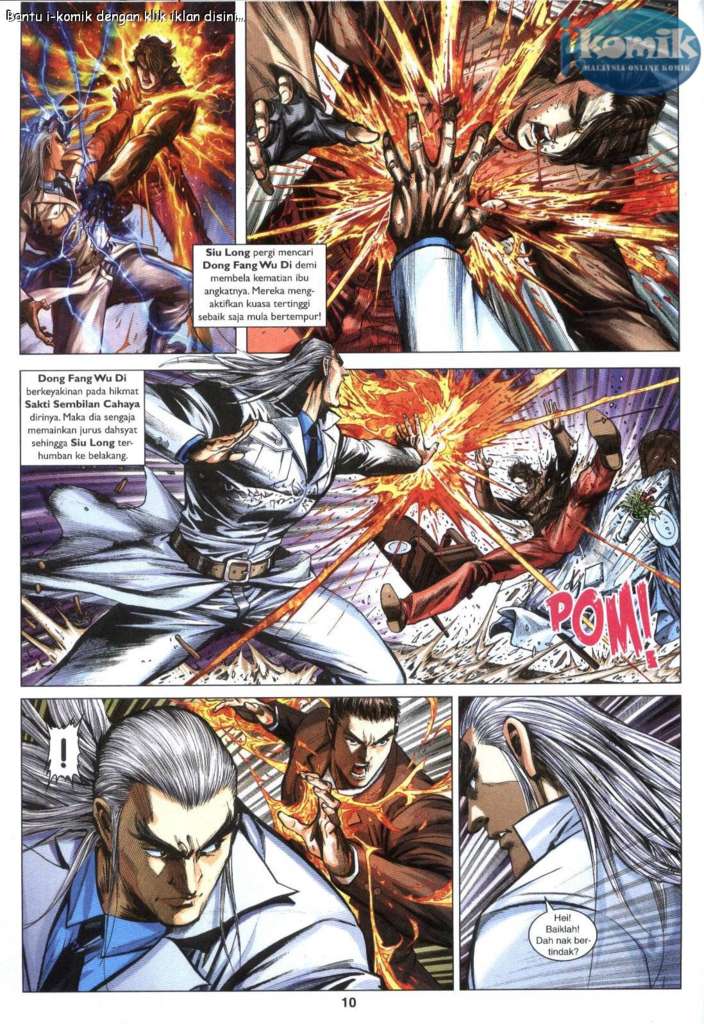 Bantu i-komik dengan klik iklan disini...
ikomik
MALAYSIA ONLINE KOMIK
Siu Long pergi mencari
Dong Fang Wu Di demi
membela kematian ibu
angkatnya. Mereka meng-
aktifkan kuasa tertinggi
sebaik saja mula bertempur!
Dong Fang Wu Di
berkeyakinan pada hikmat
Sakti Sembilan Cahaya
dirinya. Maka dia sengaja
memainkan jurus dahsyat
sehingga Siu Long ter-
humban ke belakang.
POM!
!
Hei!
Baiklah!
Dah nak ber-
tindak?
10